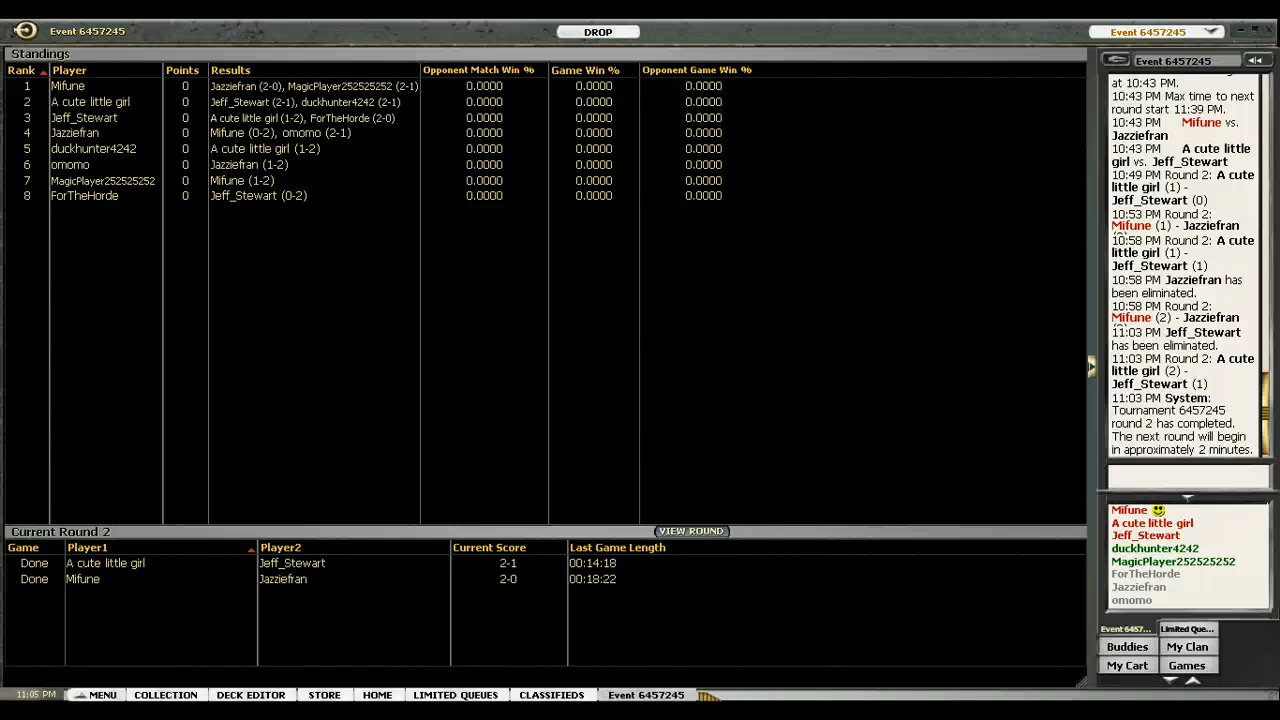 Event 6457245
DROP
Event 6457245
Standings
Rank Player Points Results Opponent Match Win % Game Win % Opponent Game Win %
1 Mifune 0 Jazziefran (2-0), MagicPlayer252525252 (2-1) 0.0000 0.0000 0.0000
2 A cute little girl 0 Jeff_Stewart (2-1), duckhunter4242 (2-1) 0.0000 0.0000 0.0000
3 Jeff_Stewart 0 A cute little girl (1-2), ForTheHorde (2-0) 0.0000 0.0000 0.0000
4 Jazziefran 0 Mifune (0-2), omomo (2-1) 0.0000 0.0000 0.0000
5 duckhunter4242 0 A cute little girl (1-2) 0.0000 0.0000 0.0000
6 omomo 0 Jazziefran (1-2) 0.0000 0.0000 0.0000
7 MagicPlayer252525252 0 Mifune (1-2) 0.0000 0.0000 0.0000
8 ForTheHorde 0 Jeff_Stewart (0-2) 0.0000 0.0000 0.0000
Current Round 2
VIEW ROUND
Game Player1 Player2 Current Score Last Game Length
Done A cute little girl Jeff_Stewart 2-1 00:14:18
Done Mifune Jazziefran 2-0 00:18:22
Event 6457245
at 10:43 PM.
10:43 PM Max time to next
round start 11:39 PM.
10:43 PM Mifune vs.
Jazziefran
10:43 PM A cute little
girl vs. Jeff_Stewart
10:49 PM Round 2: A cute
little girl (1) -
Jeff_Stewart (0)
10:53 PM Round 2:
Mifune (1) - Jazziefran
10:58 PM Round 2: A cute
little girl (1) -
Jeff_Stewart (1)
10:58 PM Jazziefran has
been eliminated.
10:58 PM Round 2:
Mifune (2) - Jazziefran
11:03 PM Jeff_Stewart
has been eliminated.
11:03 PM Round 2: A cute
little girl (2) -
Jeff_Stewart (1)
11:03 PM System:
Tournament 6457245
round 2 has completed.
The next round will begin
in approximately 2 minutes.
Mifune
A cute little girl
Jeff_Stewart
duckhunter4242
MagicPlayer252525252
ForTheHorde
Jazziefran
omomo
Event 6457... Limited Que...
Buddies My Clan
My Cart Games
11:05 PM MENU COLLECTION DECK EDITOR STORE HOME LIMITED QUEUES CLASSIFIEDS Event 6457245